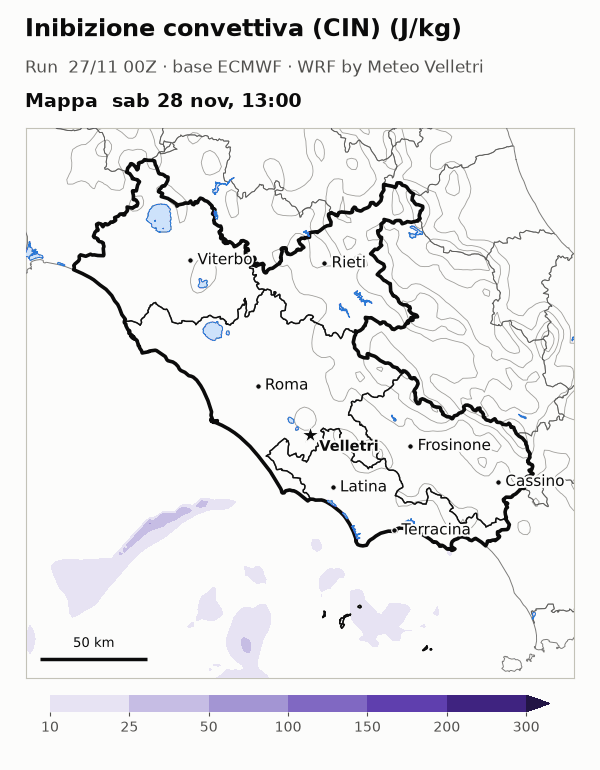 Inibizione convettiva (CIN) (J/kg)
Run 27/11 00Z · base ECMWF · WRF by Meteo Velletri
Mappa sab 28 nov, 13:00
Viterbo
Rieti
Roma
Velletri
Frosinone
Cassino
Latina
Terracina
50 km
10 25 50 100 150 200 300